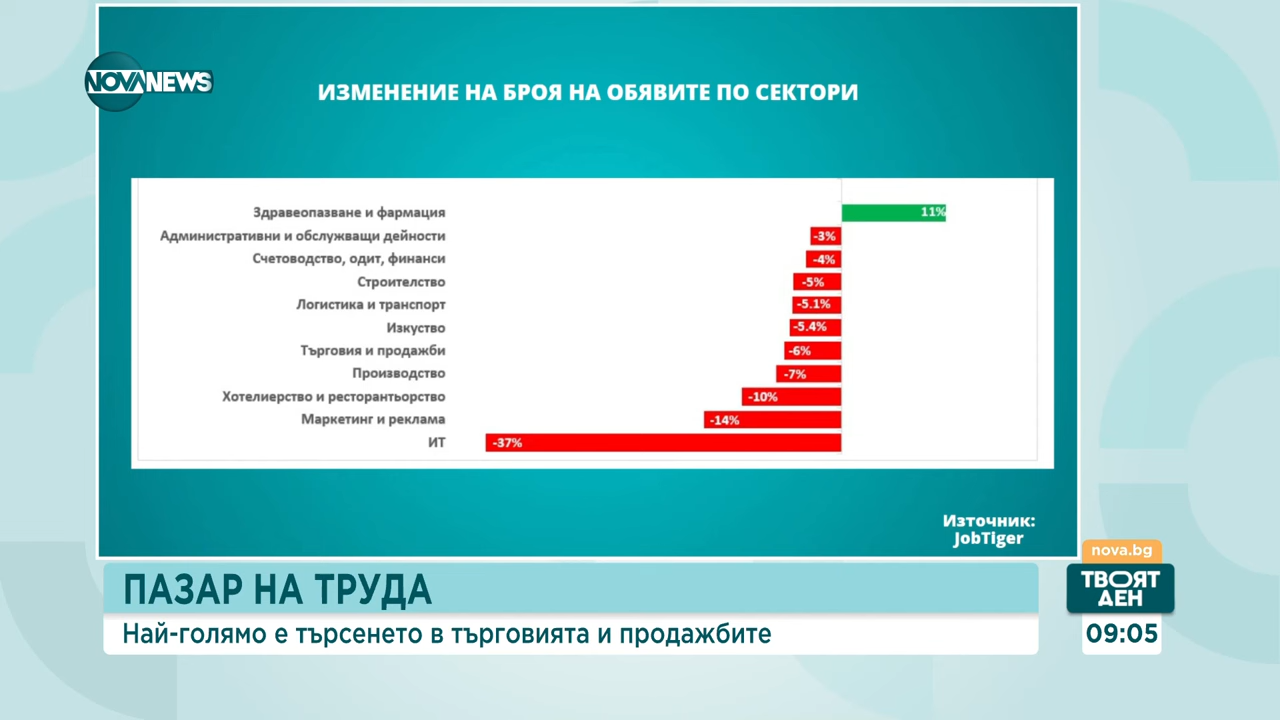 NOVANEWS
ИЗМЕНЕНИЕ НА БРОЯ НА ОБЯВИТЕ ПО СЕКТОРИ
Здравеопазване и фармация 11%
Административни и обслужващи дейности -3%
Счетоводство, одит, финанси -4%
Строителство -5%
Логистика и транспорт -5.1%
Изкуство -5.4%
Търговия и продажби -6%
Производство -7%
Хотелиерство и ресторантьорство -10%
Маркетинг и реклама -14%
ИТ -37%
Източник:
JobTiger
nova.bg
ТВОЯТ
ДЕН
09:05
ПАЗАР НА ТРУДА
Най-голямо е търсенето в търговията и продажбите